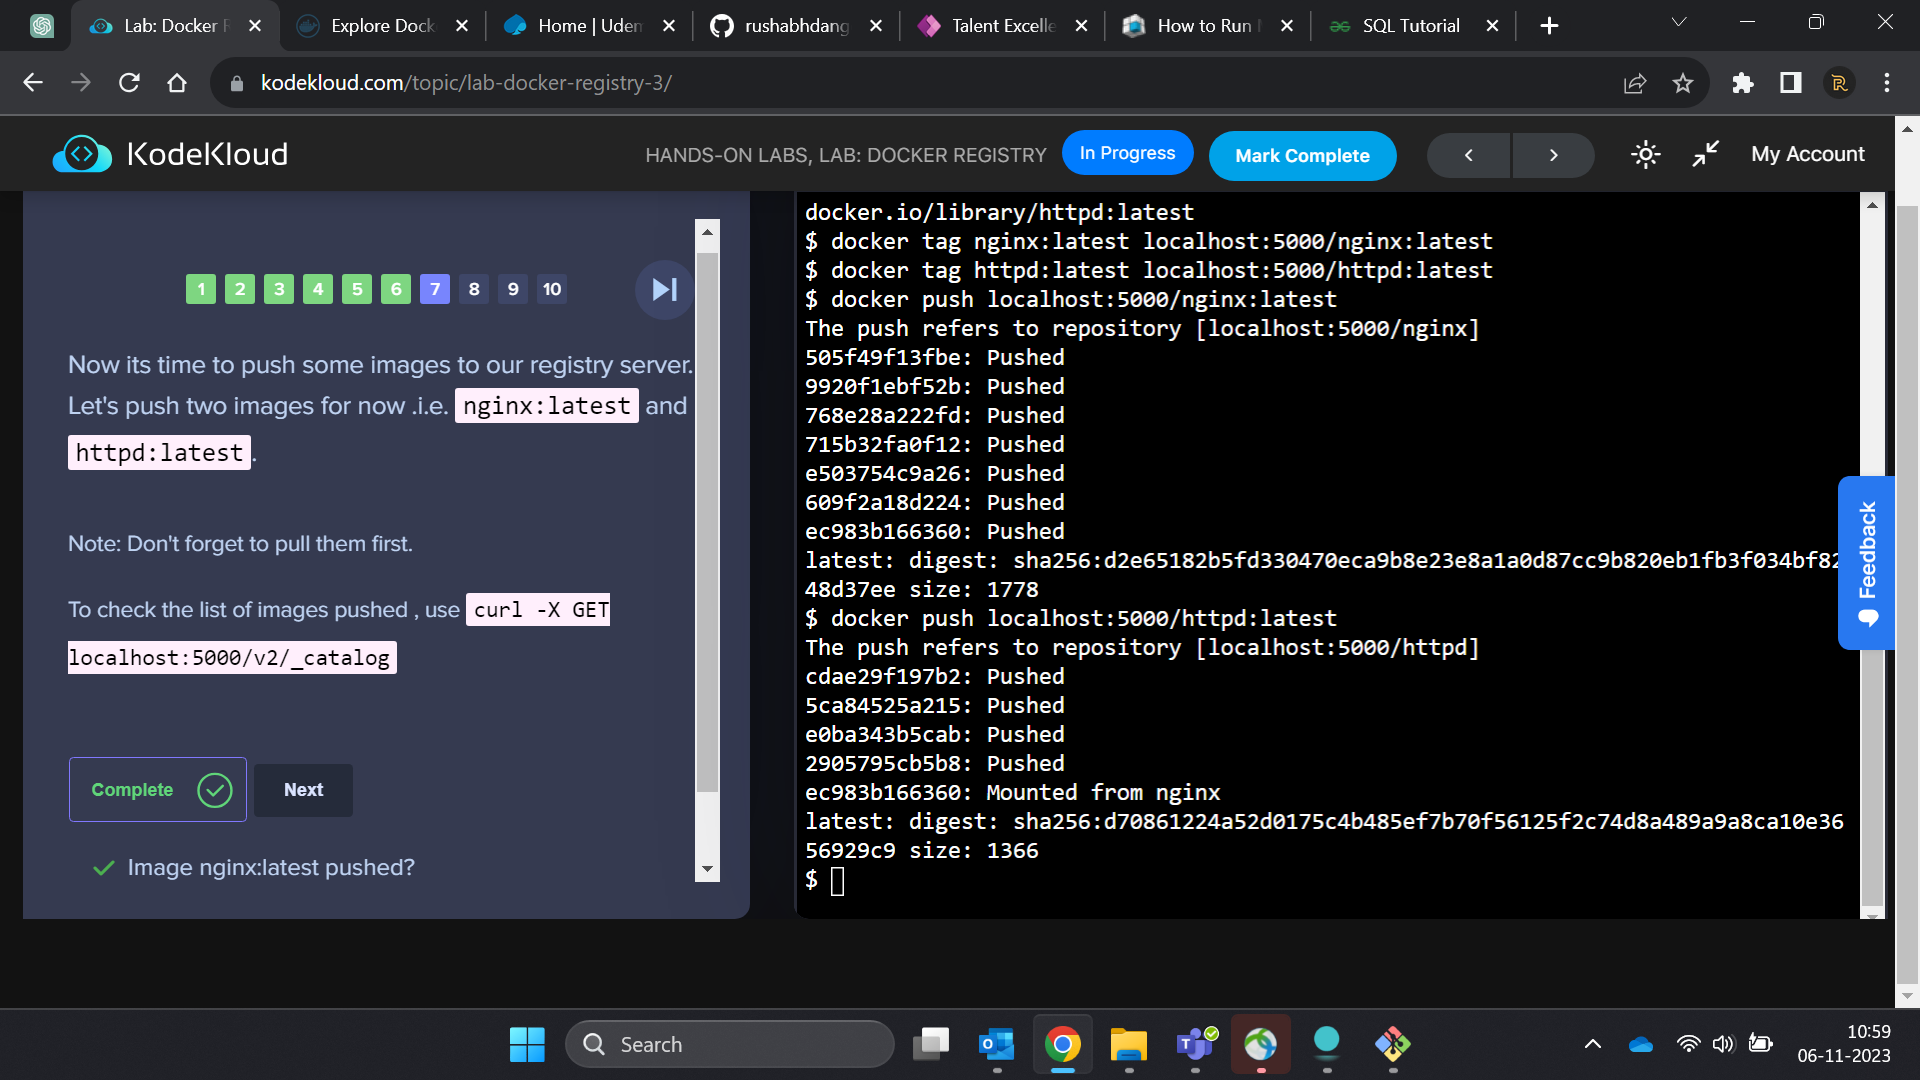 Lab: Docker R
Explore Dock
Home | Uden
rushabhdang
Talent Excelle
How to Run
SQL Tutorial
kodekloud.com/topic/lab-docker-registry-3/
KodeKloud
HANDS-ON LABS, LAB: DOCKER REGISTRY
In Progress
Mark Complete
My Account
1 2 3 4 5 6 7 8 9 10
Now its time to push some images to our registry server.
Let's push two images for now .i.e. nginx:latest and
httpd:latest.
Note: Don't forget to pull them first.
To check the list of images pushed , use curl -X GET
localhost:5000/v2/_catalog
Complete
Next
Image nginx:latest pushed?
docker.io/library/httpd:latest
$ docker tag nginx:latest localhost:5000/nginx:latest
$ docker tag httpd:latest localhost:5000/httpd:latest
$ docker push localhost:5000/nginx:latest
The push refers to repository [localhost:5000/nginx]
505f49f13fbe: Pushed
9920f1ebf52b: Pushed
768e28a222fd: Pushed
715b32fa0f12: Pushed
e503754c9a26: Pushed
609f2a18d224: Pushed
ec983b166360: Pushed
latest: digest: sha256:d2e65182b5fd330470eca9b8e23e8a1a0d87cc9b820eb1fb3f034bf82
48d37ee size: 1778
$ docker push localhost:5000/httpd:latest
The push refers to repository [localhost:5000/httpd]
cdae29f197b2: Pushed
5ca84525a215: Pushed
e0ba343b5cab: Pushed
2905795cb5b8: Pushed
ec983b166360: Mounted from nginx
latest: digest: sha256:d70861224a52d0175c4b485ef7b70f56125f2c74d8a489a9a8ca10e36
56929c9 size: 1366
$
Feedback
Search
10:59
06-11-2023